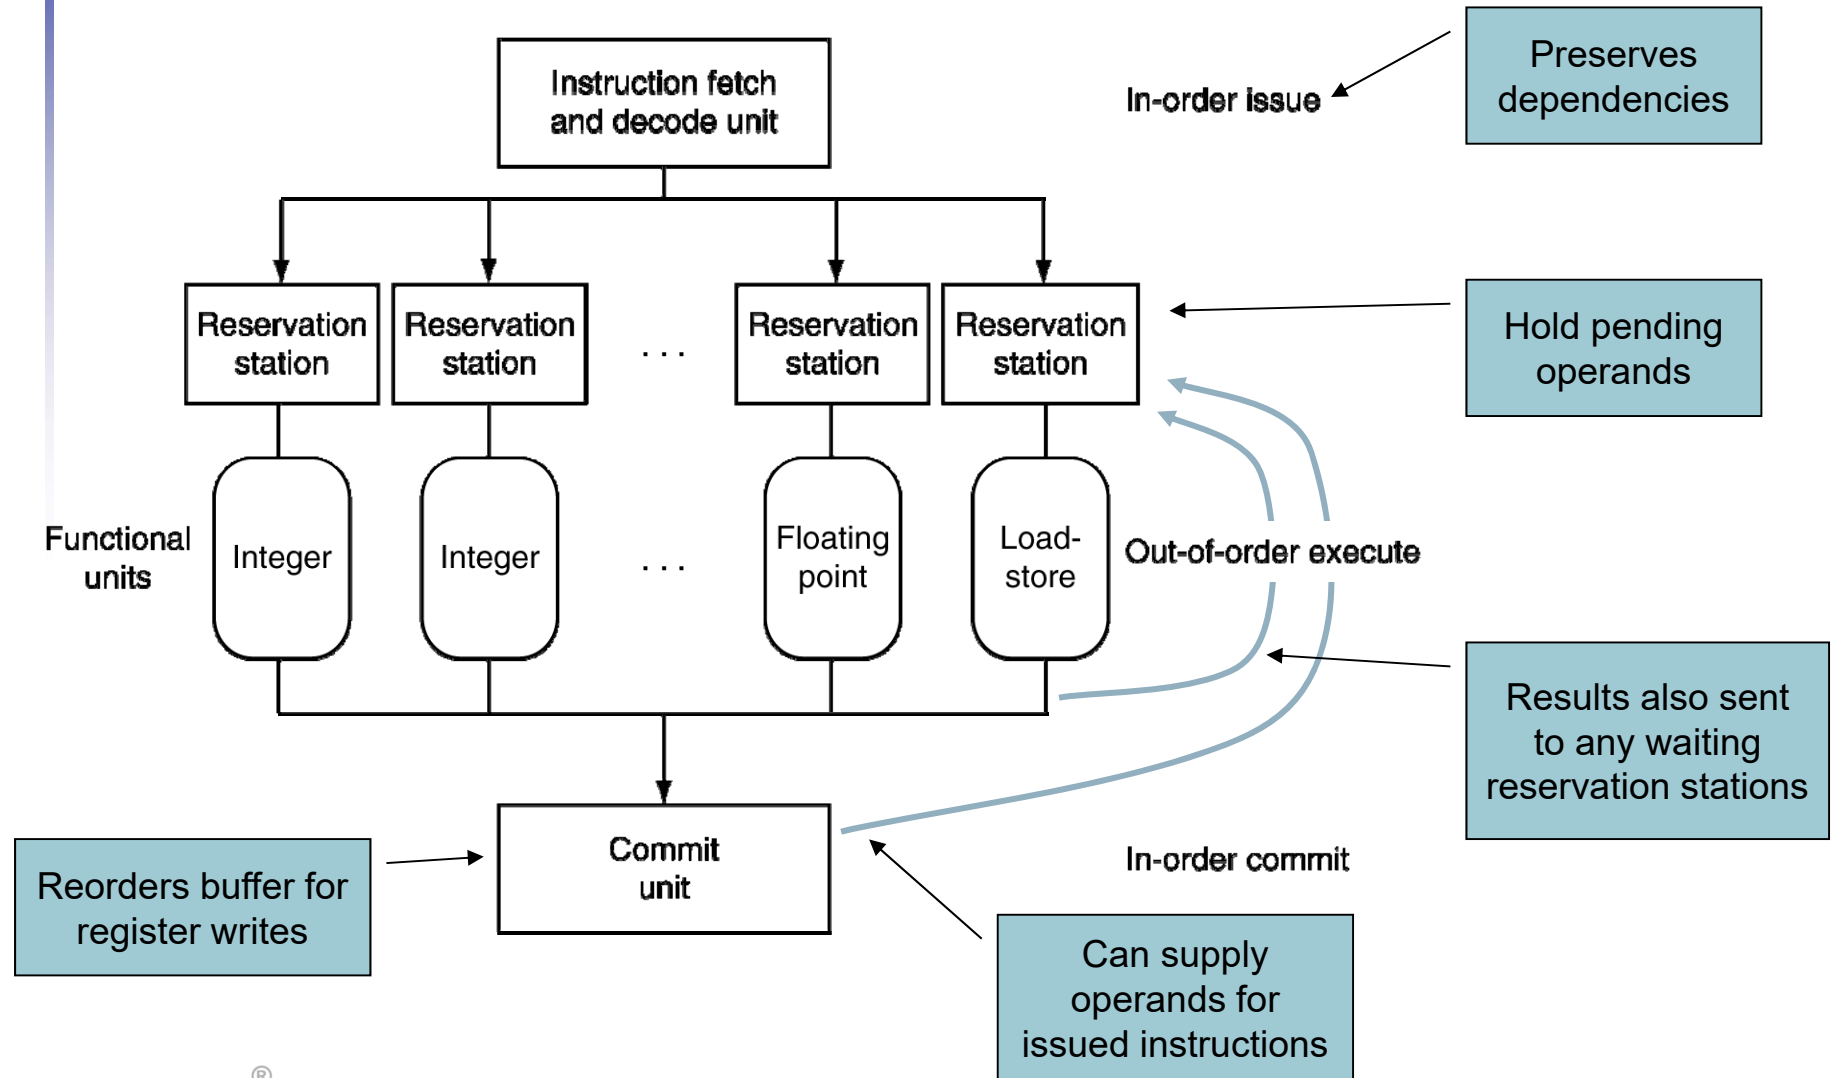 Instruction fetch
and decode unit
In-order issue
Preserves
dependencies
Reservation
station
Reservation
station
. . .
Reservation
station
Reservation
station
Hold pending
operands
Functional
units
Integer
Integer
. . .
Floating
point
Load-
store
Out-of-order execute
Results also sent
to any waiting
reservation stations
Commit
unit
In-order commit
Reorders buffer for
register writes
Can supply
operands for
issued instructions
®